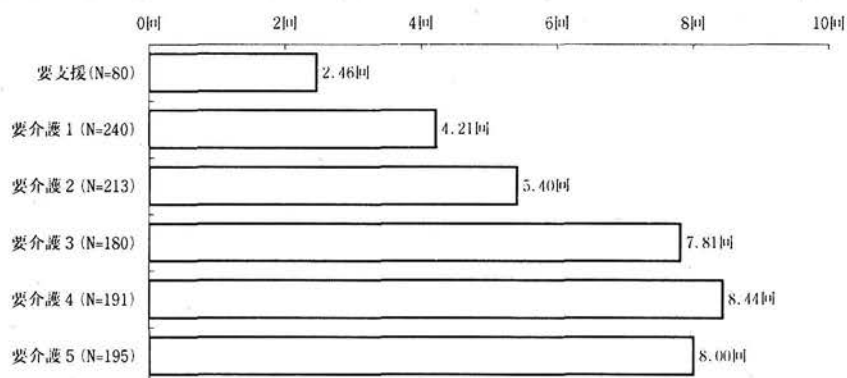 0回 2回 4回 6回 8回 10回
要支援(N=80) 2.46回
要介護1(N=240) 4.21回
要介護2(N=213) 5.40回
要介護3(N=180) 7.81回
要介護4(N=191) 8.44回
要介護5(N=195) 8.00回